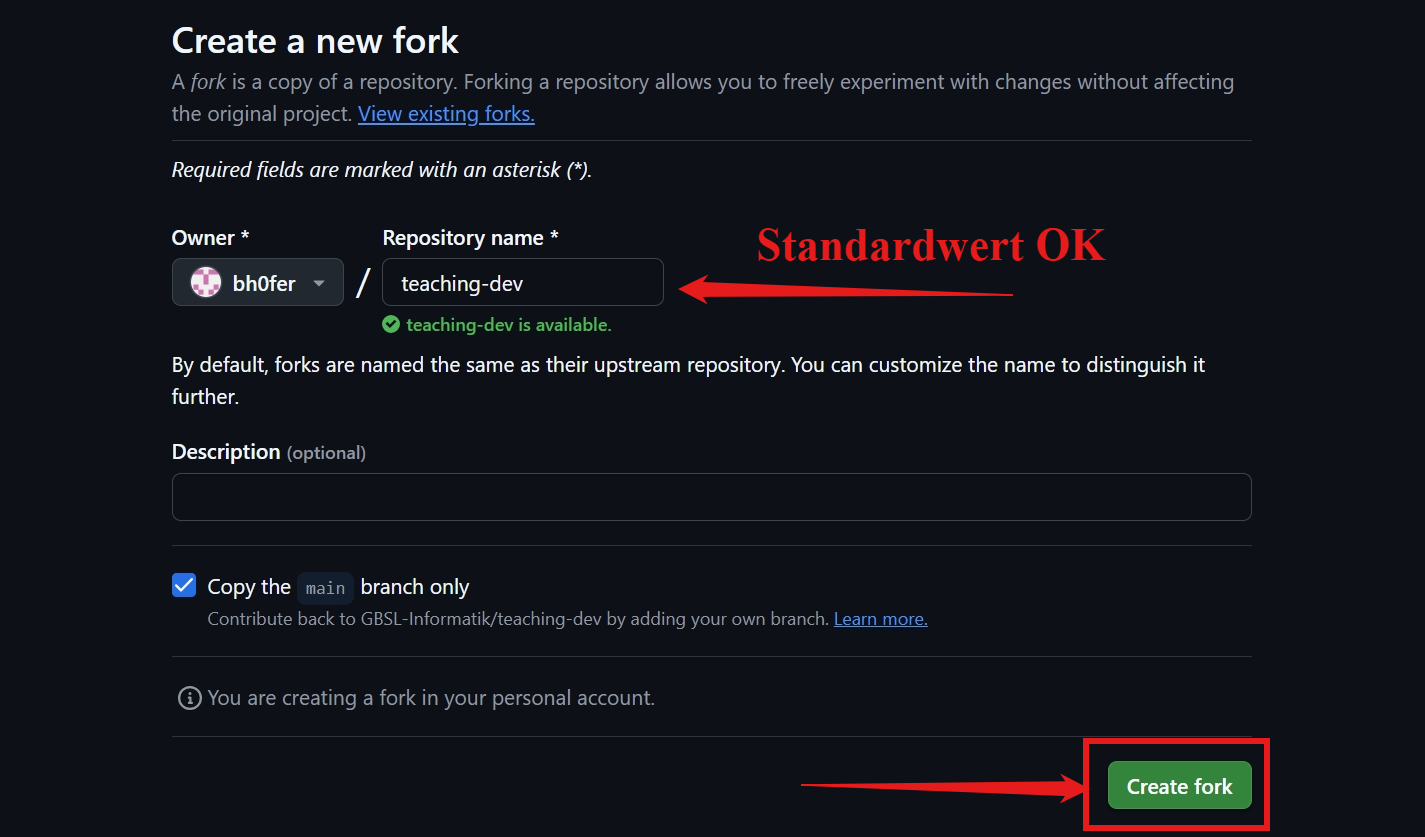 Create a new fork
A fork is a copy of a repository. Forking a repository allows you to freely experiment with changes without affecting
the original project. View existing forks.
Required fields are marked with an asterisk (*).
Owner *
Repository name *
Standardwert OK
bh0fer / teaching-dev
teaching-dev is available.
By default, forks are named the same as their upstream repository. You can customize the name to distinguish it
further.
Description (optional)
Copy the main branch only
Contribute back to GBSL-Informatik/teaching-dev by adding your own branch. Learn more.
You are creating a fork in your personal account.
Create fork